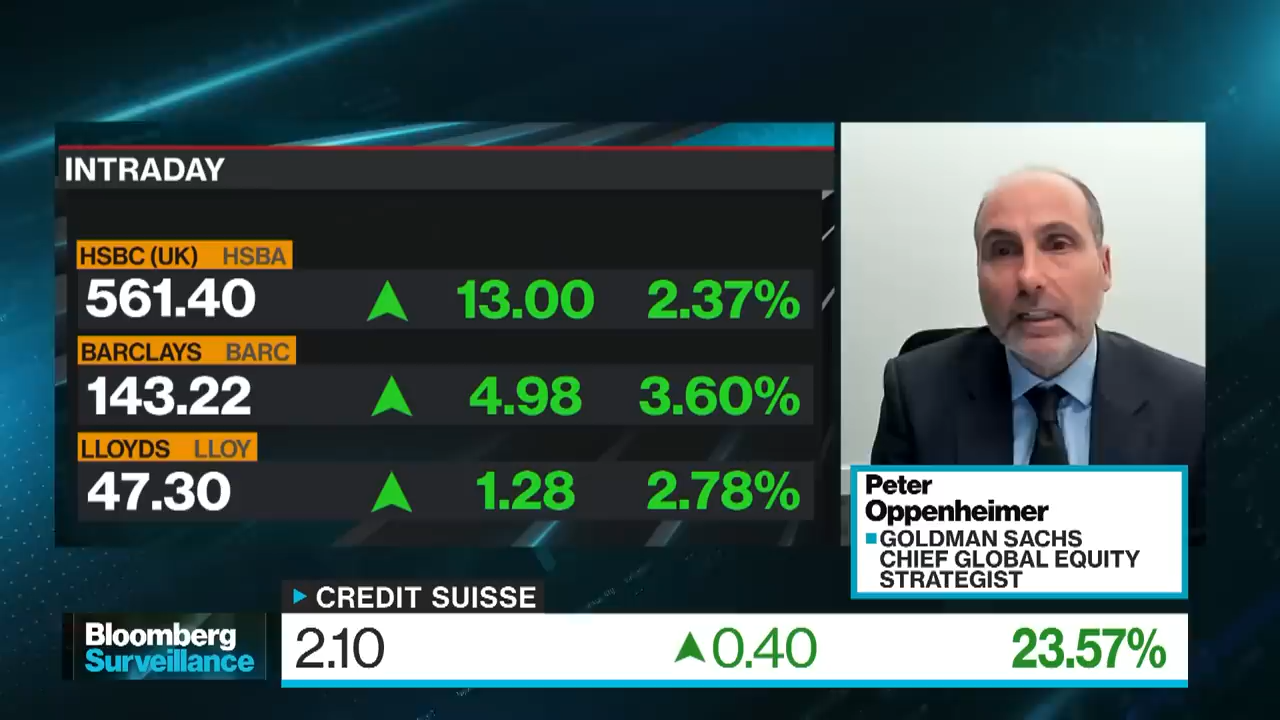 INTRADAY
HSBC (UK) HSBA
561.40 ▲ 13.00 2.37%
BARCLAYS BARC
143.22 ▲ 4.98 3.60%
LLOYDS LLOY
47.30 ▲ 1.28 2.78%
Peter
Oppenheimer
GOLDMAN SACHS
CHIEF GLOBAL EQUITY
STRATEGIST
CREDIT SUISSE
Bloomberg
Surveillance
2.10 ▲0.40 23.57%